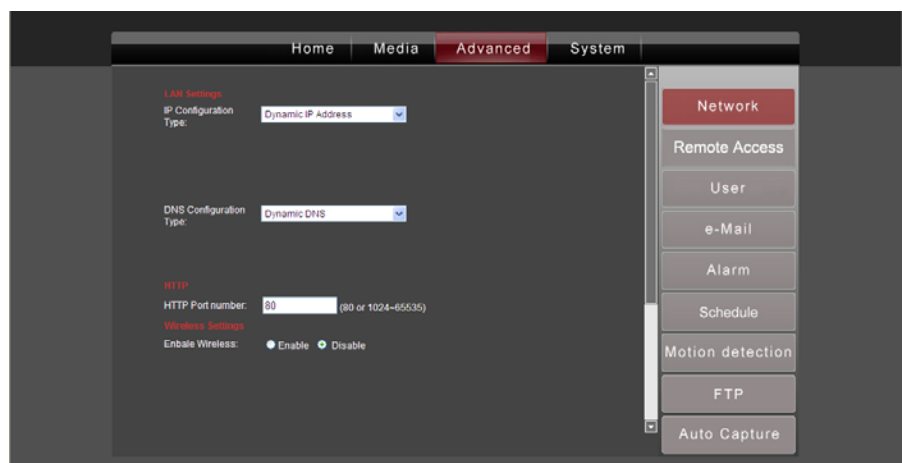 Home Media Advanced System
LAN Settings
IP Configuration
Type:
Dynamic IP Address
DNS Configuration
Type:
Dynamic DNS
HTTP
HTTP Port number: 80 (80 or 1024~65535)
Wireless Settings
Enbale Wireless: Enable Disable
Network
Remote Access
User
e-Mail
Alarm
Schedule
Motion detection
FTP
Auto Capture